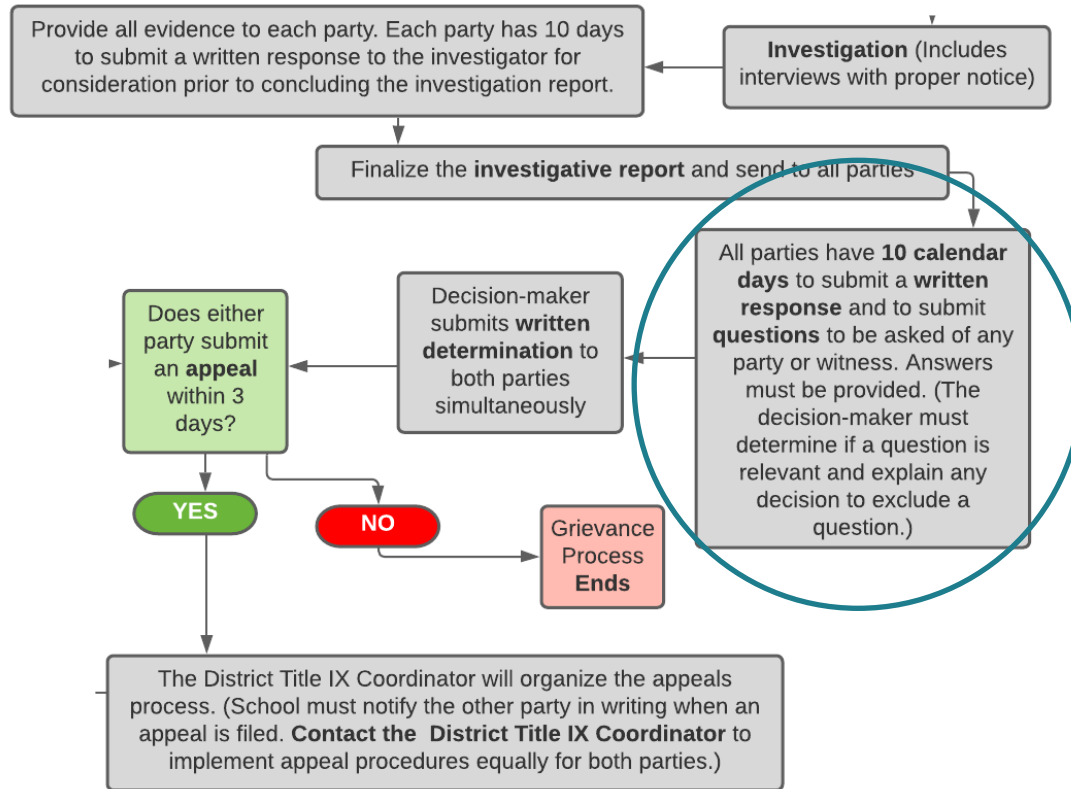 Provide all evidence to each party. Each party has 10 days
to submit a written response to the investigator for
consideration prior to concluding the investigation report.
Investigation (Includes
interviews with proper notice)
Finalize the investigative report and send to all parties
All parties have 10 calendar
days to submit a written
response and to submit
questions to be asked of any
party or witness. Answers
must be provided. (The
decision-maker must
determine if a question is
relevant and explain any
decision to exclude a
question.)
Decision-maker
submits written
determination to
both parties
simultaneously
Does either
party submit
an appeal
within 3
days?
YES
NO
Grievance
Process
Ends
The District Title IX Coordinator will organize the appeals
process. (School must notify the other party in writing when an
appeal is filed. Contact the  District Title IX Coordinator to
implement appeal procedures equally for both parties.)